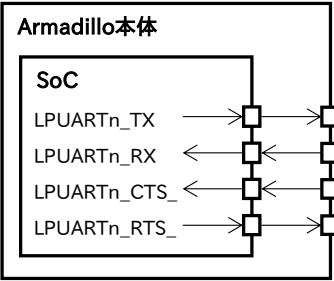 Armadillo本体
SoC
LPUARTn_TX
LPUARTn_RX
LPUARTn_CTS_
LPUARTn_RTS_